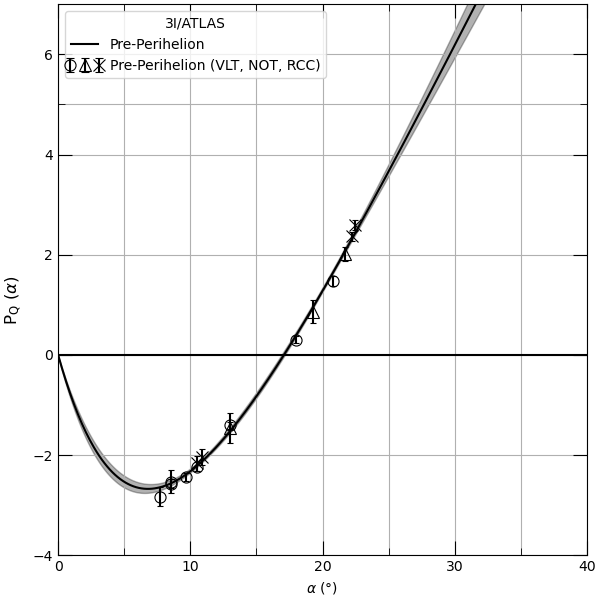 3I/ATLAS
Pre-Perihelion
Pre-Perihelion (VLT, NOT, RCC)
P_Q (α)
6
4
2
0
−2
−4
0 10 20 30 40
α (°)